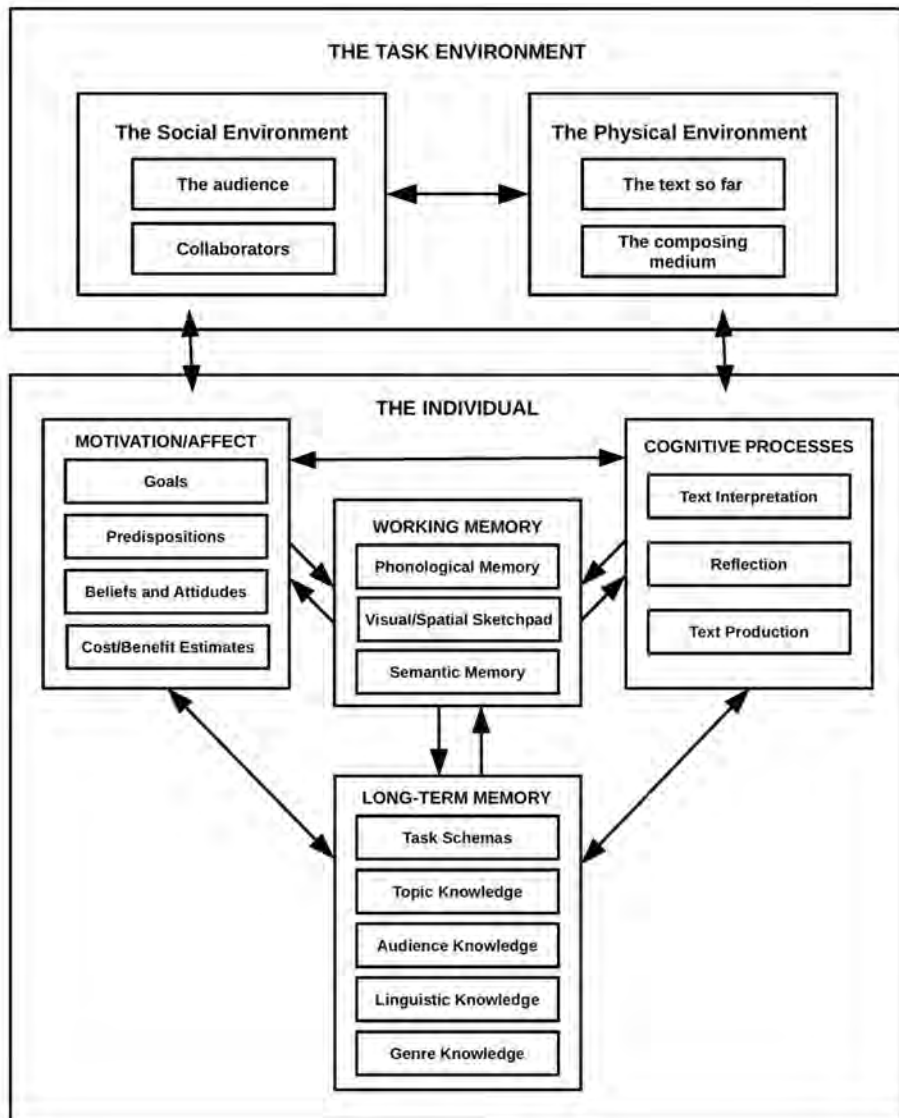 THE TASK ENVIRONMENT
The Social Environment
The audience
Collaborators
The Physical Environment
The text so far
The composing
medium
THE INDIVIDUAL
MOTIVATION/AFFECT
Goals
Predispositions
Beliefs and Attidudes
Cost/Benefit Estimates
WORKING MEMORY
Phonological Memory
Visual/Spatial Sketchpad
Semantic Memory
COGNITIVE PROCESSES
Text Interpretation
Reflection
Text Production
LONG-TERM MEMORY
Task Schemas
Topic Knowledge
Audience Knowledge
Linguistic Knowledge
Genre Knowledge